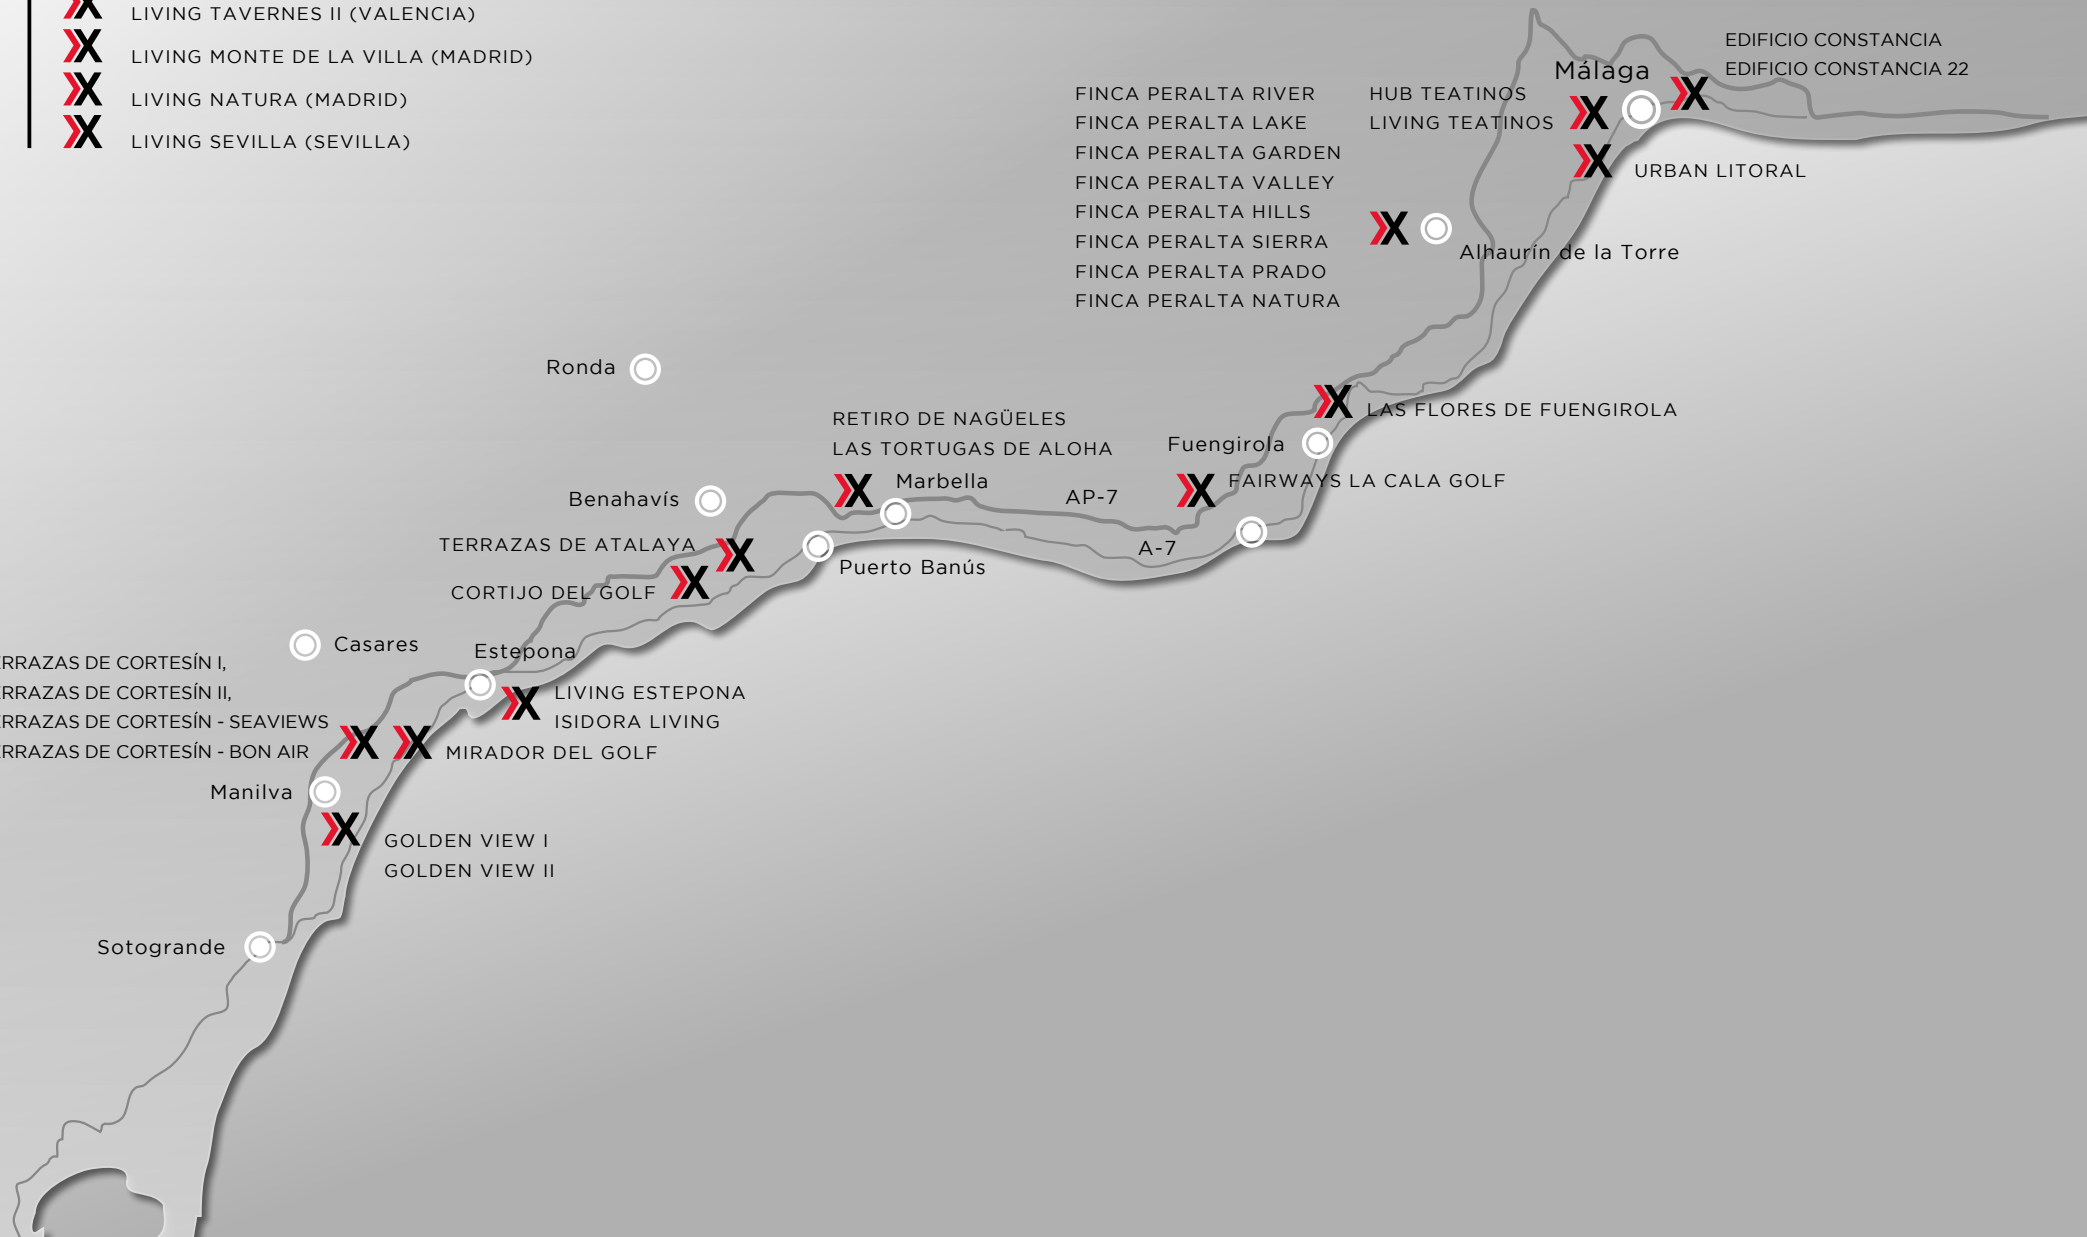 LIVING TAVERNES II (VALENCIA)
LIVING MONTE DE LA VILLA (MADRID)
LIVING NATURA (MADRID)
LIVING SEVILLA (SEVILLA)
EDIFICIO CONSTANCIA
EDIFICIO CONSTANCIA 22
Málaga
HUB TEATINOS
LIVING TEATINOS
URBAN LITORAL
FINCA PERALTA RIVER
FINCA PERALTA LAKE
FINCA PERALTA GARDEN
FINCA PERALTA VALLEY
FINCA PERALTA HILLS
FINCA PERALTA SIERRA
FINCA PERALTA PRADO
FINCA PERALTA NATURA
Alhaurín de la Torre
Ronda
RETIRO DE NAGÜELES
LAS TORTUGAS DE ALOHA
Marbella
LAS FLORES DE FUENGIROLA
Fuengirola
FAIRWAYS LA CALA GOLF
AP-7
A-7
Benahavís
TERRAZAS DE ATALAYA
CORTIJO DEL GOLF
Puerto Banús
Casares
Estepona
ERRAZAS DE CORTESÍN I,
ERRAZAS DE CORTESÍN II,
ERRAZAS DE CORTESÍN - SEAVIEWS
ERRAZAS DE CORTESÍN - BON AIR
LIVING ESTEPONA
ISIDORA LIVING
MIRADOR DEL GOLF
Manilva
GOLDEN VIEW I
GOLDEN VIEW II
Sotogrande